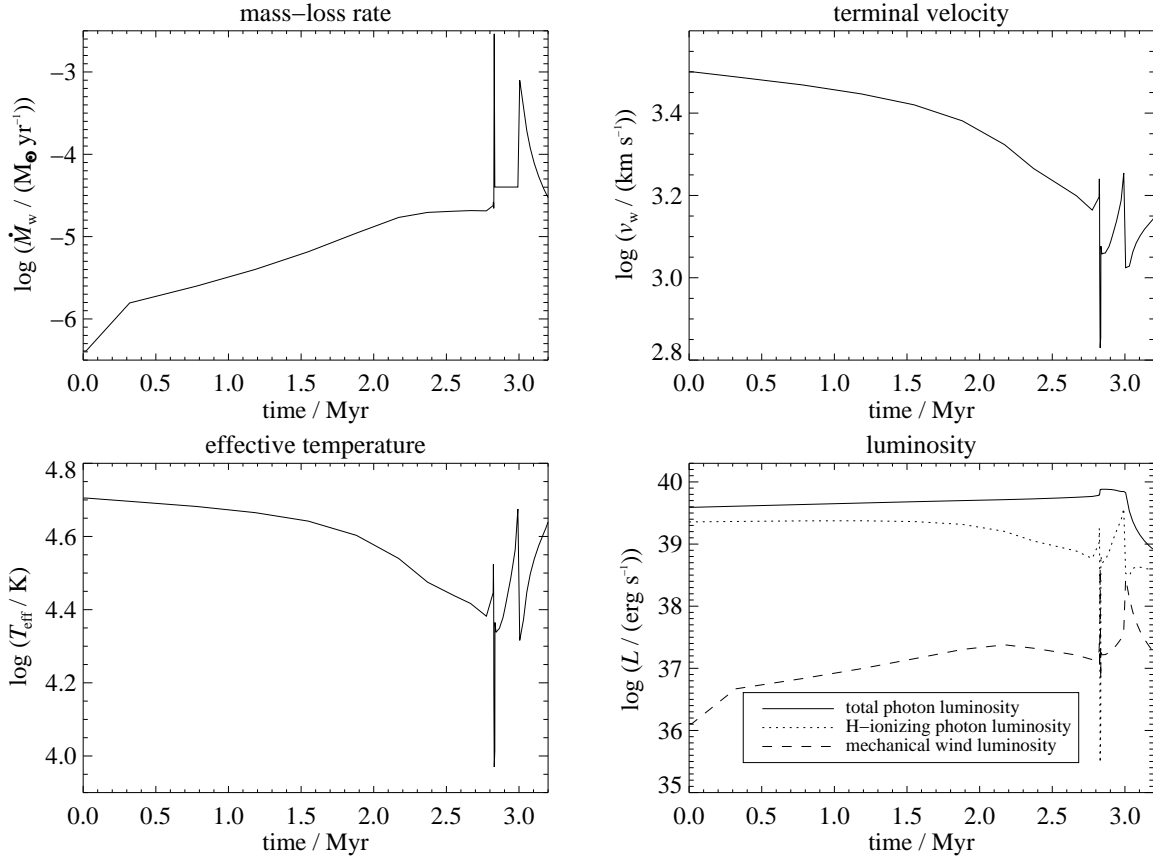 mass−loss rate
log (Ṁw / (M⊙ yr⁻¹))
−3
−4
−5
−6
0.0 0.5 1.0 1.5 2.0 2.5 3.0
time / Myr
terminal velocity
log (vw / (km s⁻¹))
3.4
3.2
3.0
2.8
0.0 0.5 1.0 1.5 2.0 2.5 3.0
time / Myr
effective temperature
log (Teff / K)
4.8
4.6
4.4
4.2
4.0
0.0 0.5 1.0 1.5 2.0 2.5 3.0
time / Myr
luminosity
log (L / (erg s⁻¹))
40
39
38
37
36
35
total photon luminosity
H−ionizing photon luminosity
mechanical wind luminosity
0.0 0.5 1.0 1.5 2.0 2.5 3.0
time / Myr